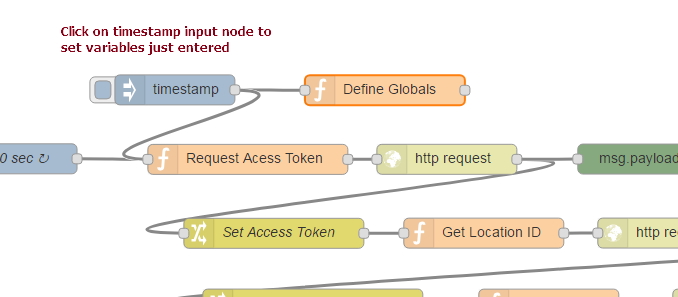 Click on timestamp input node to
set variables just entered
timestamp
Define Globals
0 sec ↻
Request Acess Token
http request
msg.payload
Set Access Token
Get Location ID
http re